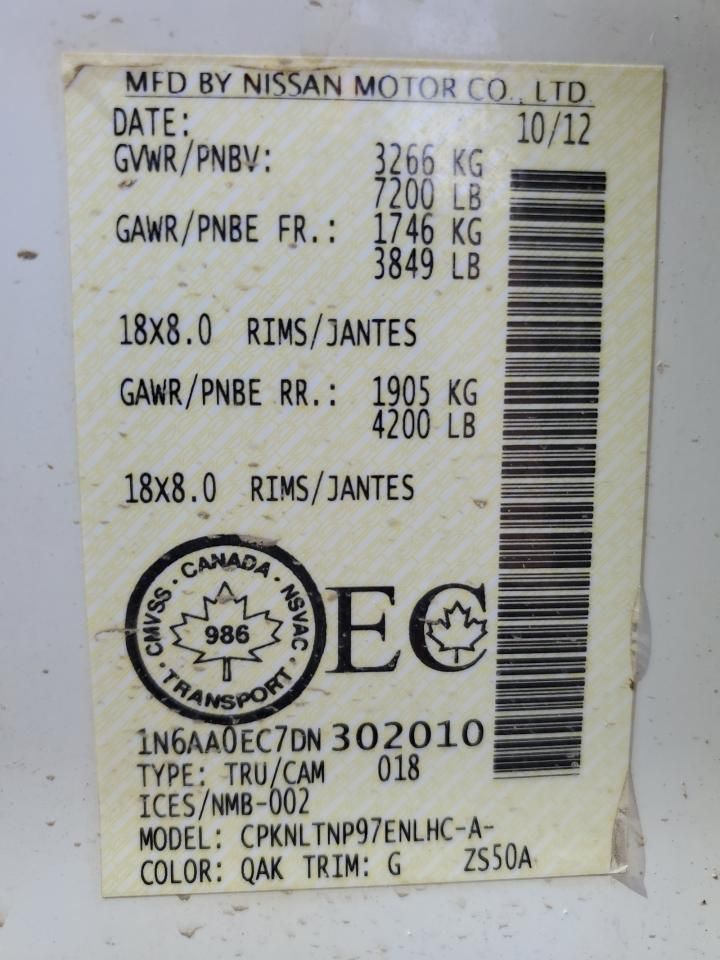 MFD BY NISSAN MOTOR CO., LTD.
DATE: 10/12
GVWR/PNBV: 3266 KG
7200 LB
GAWR/PNBE FR.: 1746 KG
3849 LB
18X8.0 RIMS/JANTES
GAWR/PNBE RR.: 1905 KG
4200 LB
18X8.0 RIMS/JANTES
CMVSS · CANADA · NSVAC · TRANSPORT ·
986
EC
1N6AA0EC7DN302010
TYPE: TRU/CAM 018
ICES/NMB-002
MODEL: CPKNLTNP97ENLHC-A-
COLOR: QAK TRIM: G ZS50A